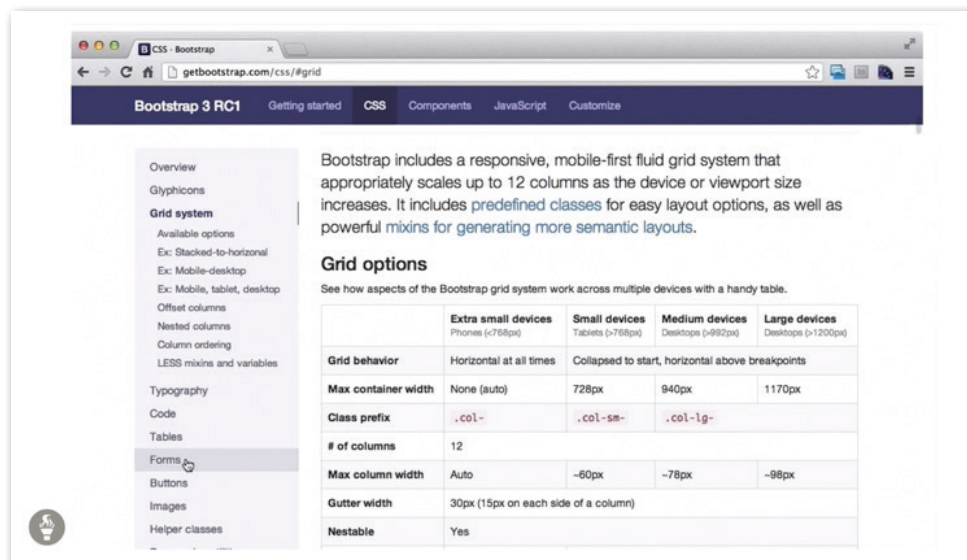 B CSS · Bootstrap
getbootstrap.com/css/#grid
Bootstrap 3 RC1 Getting started CSS Components JavaScript Customize
Overview
Glyphicons
Grid system
Available options
Ex: Stacked-to-horizonal
Ex: Mobile-desktop
Ex: Mobile, tablet, desktop
Offset columns
Nested columns
Column ordering
LESS mixins and variables
Typography
Code
Tables
Forms
Buttons
Images
Helper classes
Bootstrap includes a responsive, mobile-first fluid grid system that
appropriately scales up to 12 columns as the device or viewport size
increases. It includes predefined classes for easy layout options, as well as
powerful mixins for generating more semantic layouts.
Grid options
See how aspects of the Bootstrap grid system work across multiple devices with a handy table.
Extra small devices Small devices Medium devices Large devices
Phones (<768px) Tablets (>768px) Desktops (>992px) Desktops (>1200px)
Grid behavior Horizontal at all times Collapsed to start, horizontal above breakpoints
Max container width None (auto) 728px 940px 1170px
Class prefix .col- .col-sm- .col-lg-
# of columns 12
Max column width Auto ~60px ~78px ~98px
Gutter width 30px (15px on each side of a column)
Nestable Yes